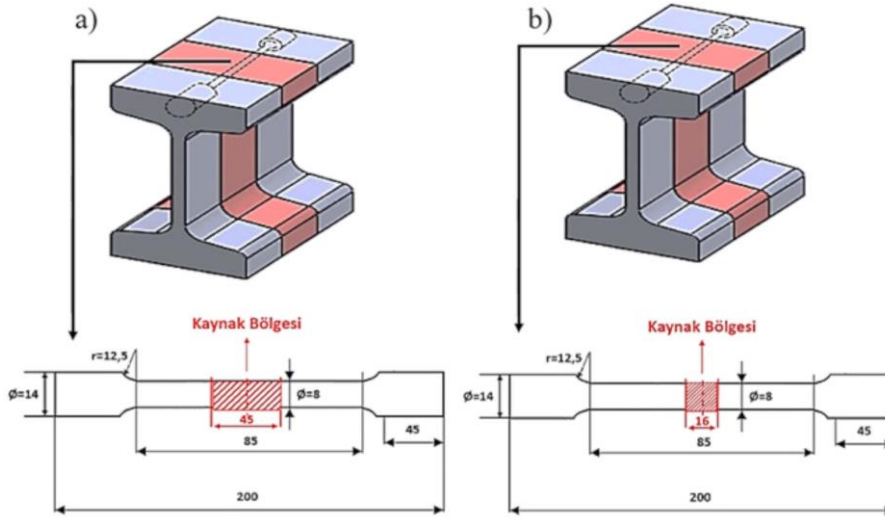 a)
Kaynak Bölgesi
r=12,5
Ø=14
Ø=8
45
45
85
200
b)
Kaynak Bölgesi
r=12,5
Ø=14
Ø=8
16
45
85
200